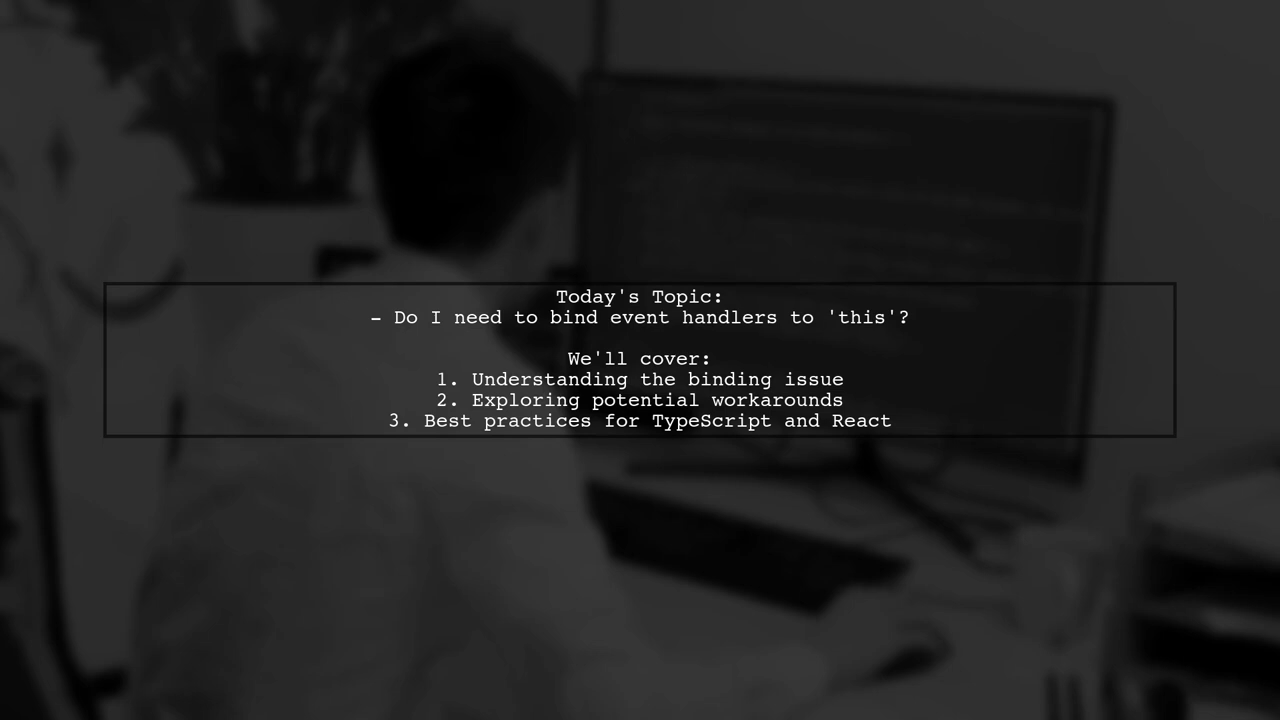 Today's Topic:
- Do I need to bind event handlers to 'this'?
We'll cover:
1. Understanding the binding issue
2. Exploring potential workarounds
3. Best practices for TypeScript and React